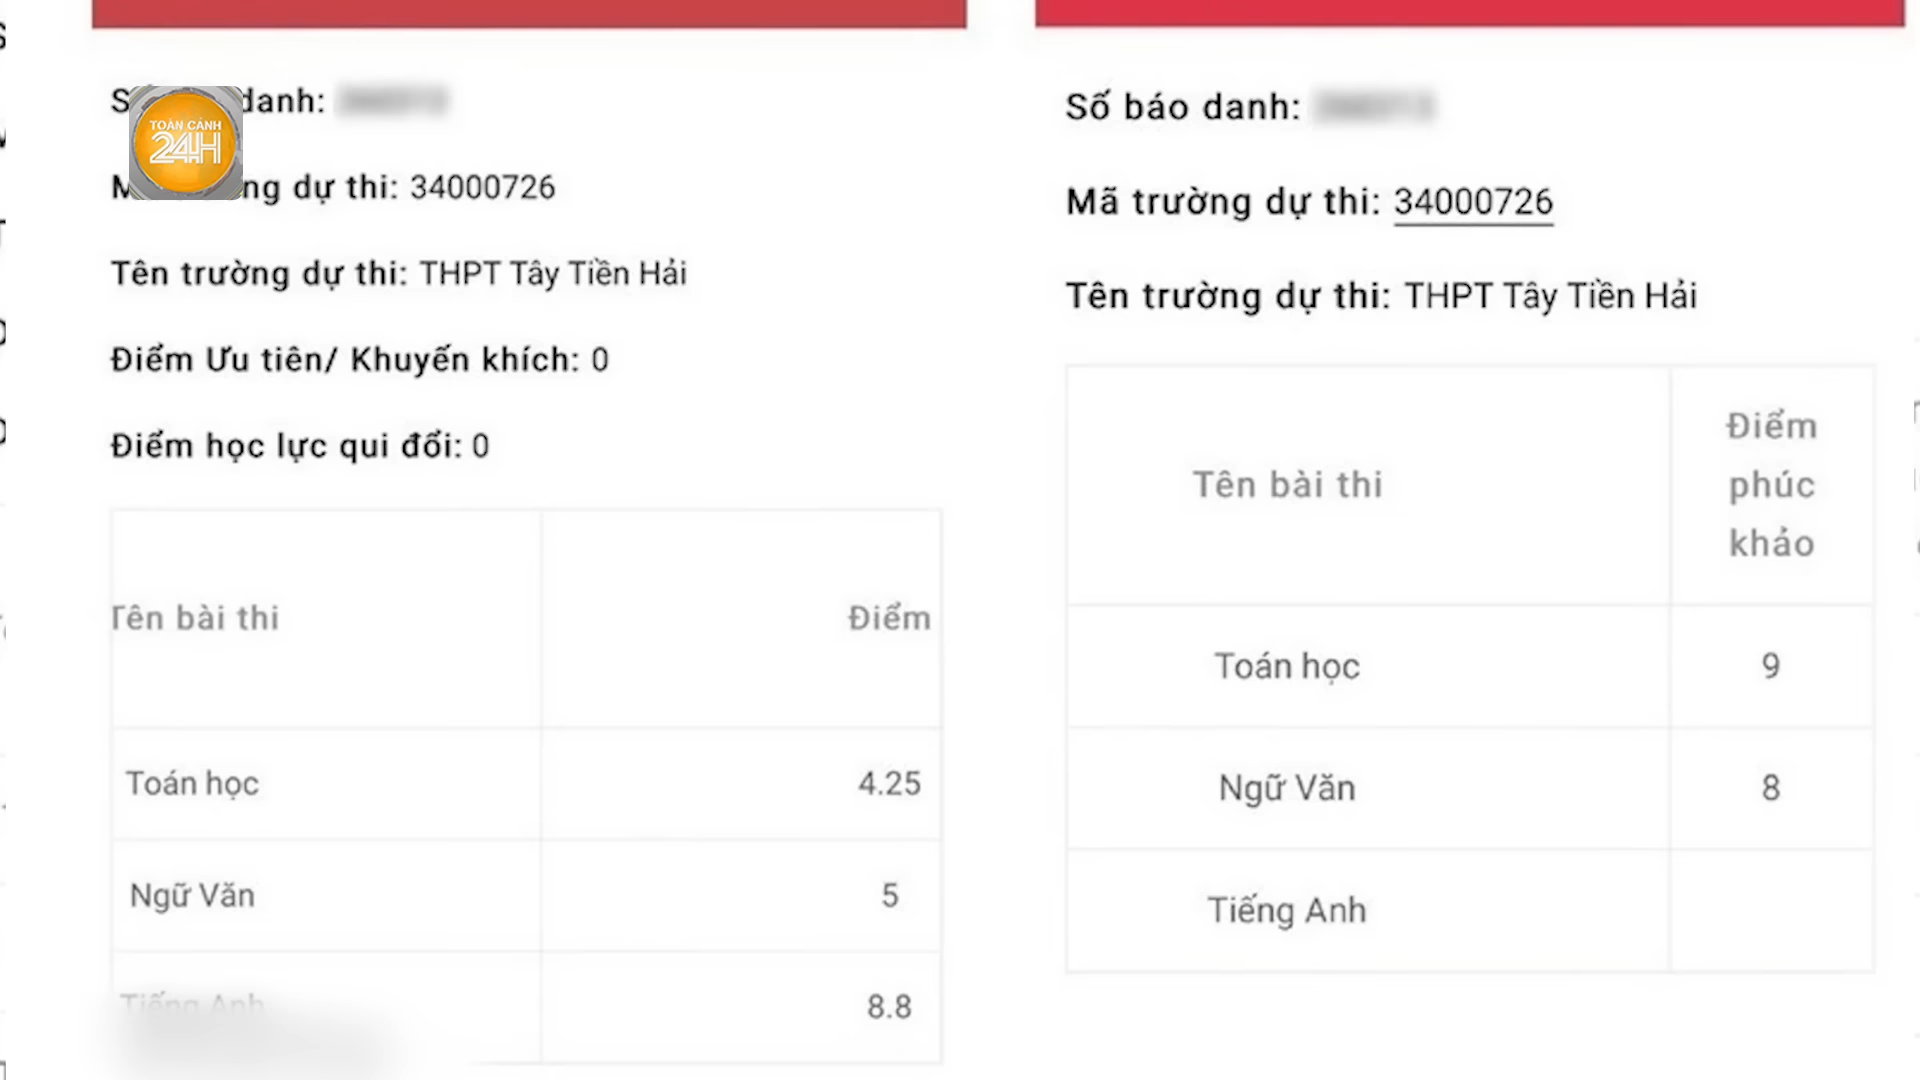 danh:
TOÀN CẢNH
24H
ng dự thi: 34000726
Tên trường dự thi: THPT Tây Tiền Hải
Điểm Ưu tiên/ Khuyến khích: 0
Điểm học lực qui đổi: 0
Tên bài thi Điểm
Toán học 4.25
Ngữ Văn 5
Tiếng Anh 8.8
Số báo danh:
Mã trường dự thi: 34000726
Tên trường dự thi: THPT Tây Tiền Hải
Tên bài thi
Điểm
phúc
khảo
Toán học 9
Ngữ Văn 8
Tiếng Anh